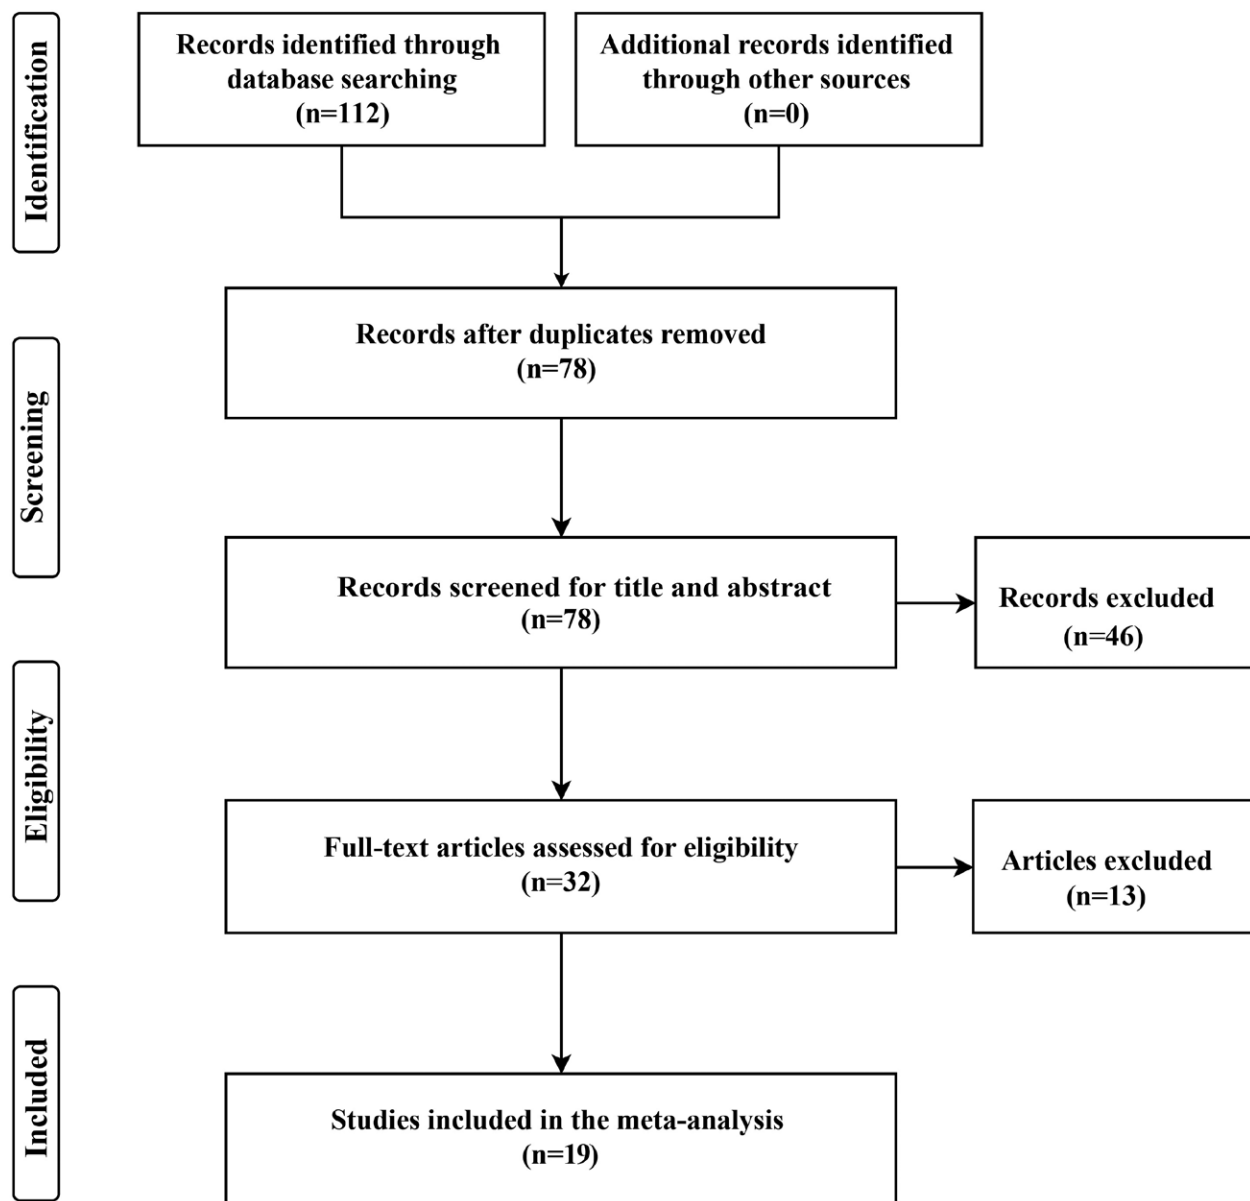 Identification
Records identified through
database searching
(n=112)
Additional records identified
through other sources
(n=0)
Screening
Records after duplicates removed
(n=78)
Records screened for title and abstract
(n=78)
Records excluded
(n=46)
Eligibility
Full-text articles assessed for eligibility
(n=32)
Articles excluded
(n=13)
Included
Studies included in the meta-analysis
(n=19)